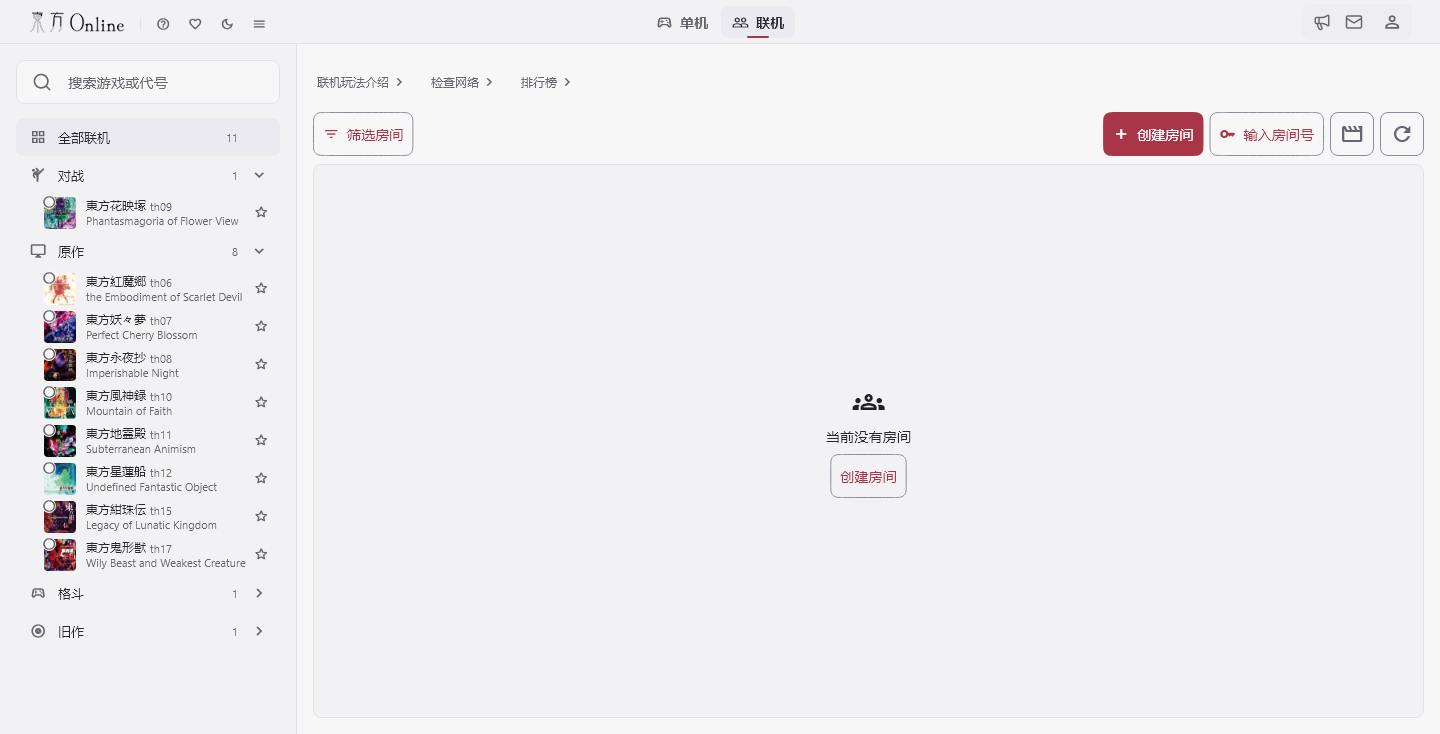 東方 Online
单机
联机
搜索游戏或代号
全部联机 11
对战 1
東方花映塚 th09
Phantasmagoria of Flower View
原作 8
東方紅魔郷 th06
the Embodiment of Scarlet Devil
東方妖々夢 th07
Perfect Cherry Blossom
東方永夜抄 th08
Imperishable Night
東方風神録 th10
Mountain of Faith
東方地霊殿 th11
Subterranean Animism
東方星蓮船 th12
Undefined Fantastic Object
東方紺珠伝 th15
Legacy of Lunatic Kingdom
東方鬼形獣 th17
Wily Beast and Weakest Creature
格斗 1
旧作 1
联机玩法介绍
检查网络
排行榜
筛选房间
创建房间
输入房间号
当前没有房间
创建房间